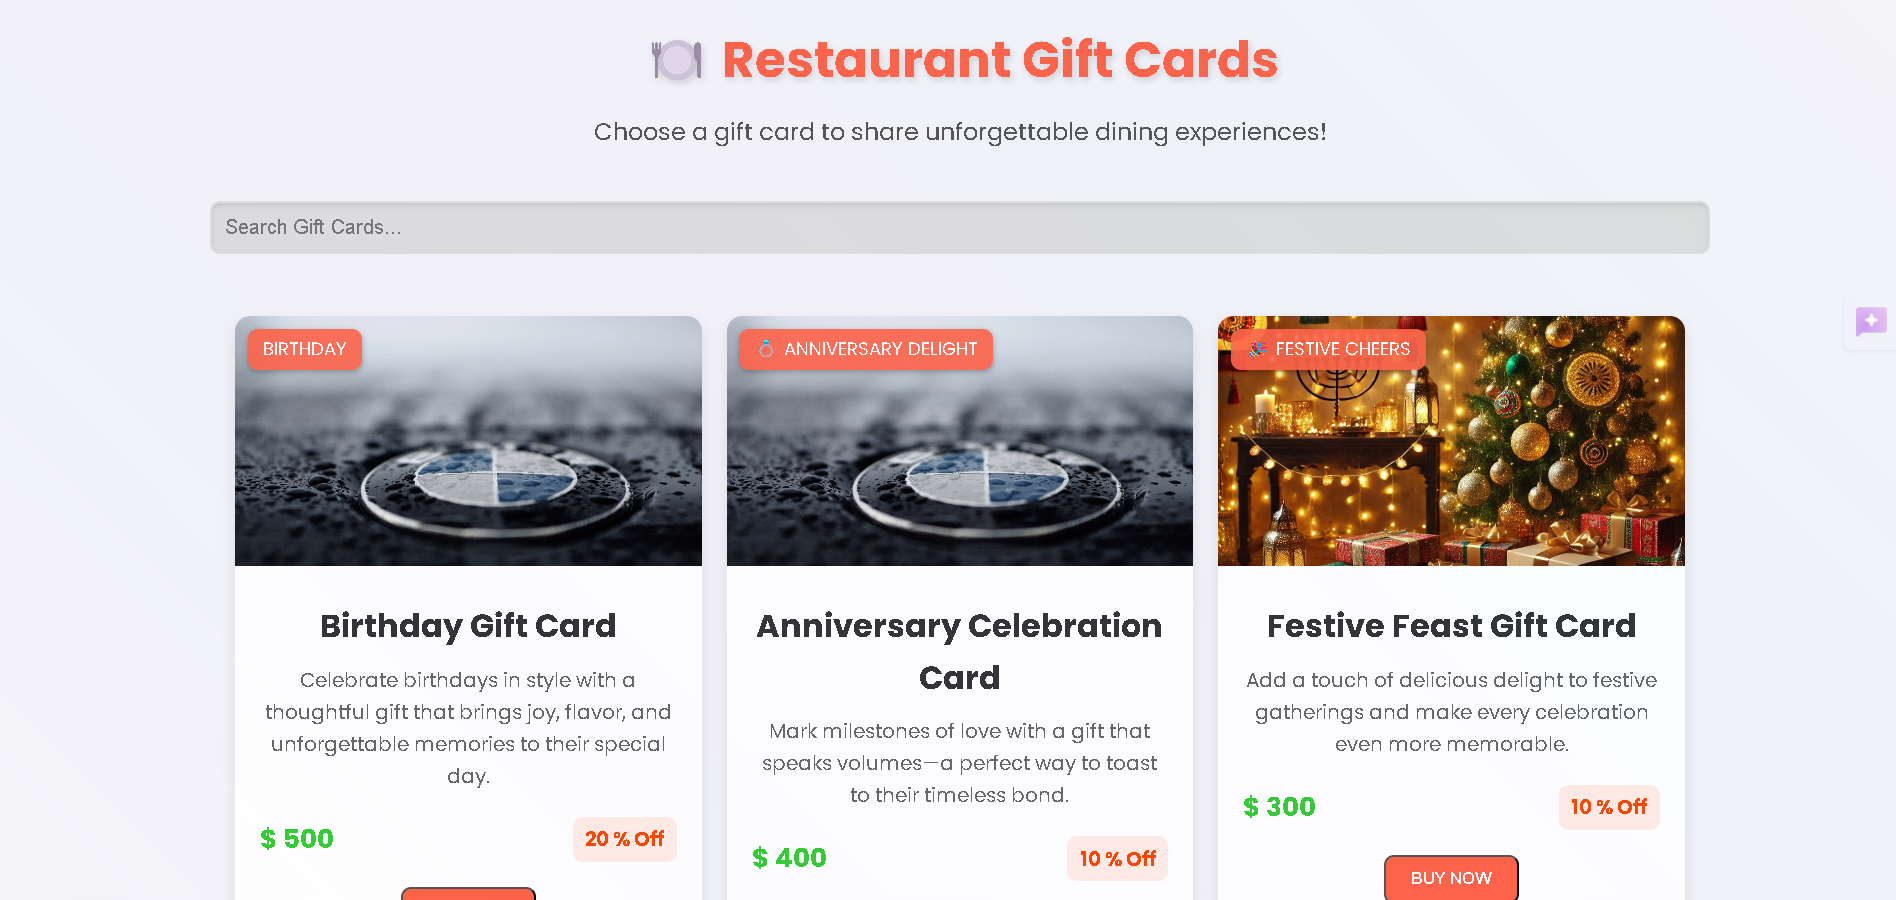 🍽️ Restaurant Gift Cards
Choose a gift card to share unforgettable dining experiences!
Search Gift Cards...
BIRTHDAY
Birthday Gift Card
Celebrate birthdays in style with a
thoughtful gift that brings joy, flavor, and
unforgettable memories to their special
day.
$ 500
20 % Off
💍 ANNIVERSARY DELIGHT
Anniversary Celebration
Card
Mark milestones of love with a gift that
speaks volumes—a perfect way to toast
to their timeless bond.
$ 400
10 % Off
🎉 FESTIVE CHEERS
Festive Feast Gift Card
Add a touch of delicious delight to festive
gatherings and make every celebration
even more memorable.
$ 300
10 % Off
BUY NOW